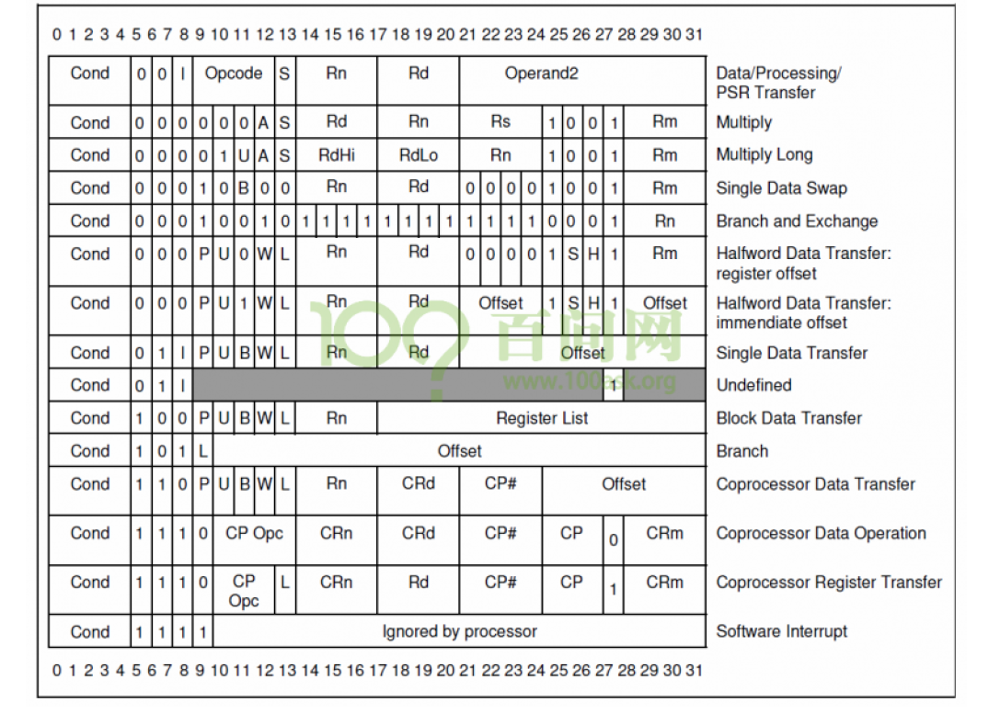 0 1 2 3 4 5 6 7 8 9 10 11 12 13 14 15 16 17 18 19 20 21 22 23 24 25 26 27 28 29 30 31
Cond 0 0 I Opcode S Rn Rd Operand2 Data/Processing/
PSR Transfer
Cond 0 0 0 0 0 0 A S Rd Rn Rs 1 0 0 1 Rm Multiply
Cond 0 0 0 0 1 U A S RdHi RdLo Rn 1 0 0 1 Rm Multiply Long
Cond 0 0 0 1 0 B 0 0 Rn Rd 0 0 0 0 1 0 0 1 Rm Single Data Swap
Cond 0 0 0 1 0 0 1 0 1 1 1 1 1 1 1 1 1 1 1 1 0 0 0 1 Rn Branch and Exchange
Cond 0 0 0 P U 0 W L Rn Rd 0 0 0 0 1 S H 1 Rm Halfword Data Transfer:
register offset
Cond 0 0 0 P U 1 W L Rn Rd Offset 1 S H 1 Offset Halfword Data Transfer:
immendiate offset
100? 百问网
Cond 0 1 I P U B W L Rn Rd Offset Single Data Transfer
www.100ask.org
Cond 0 1 I 1 Undefined
Cond 1 0 0 P U B W L Rn Register List Block Data Transfer
Cond 1 0 1 L Offset Branch
Cond 1 1 0 P U B W L Rn CRd CP# Offset Coprocessor Data Transfer
Cond 1 1 1 0 CP Opc CRn CRd CP# CP 0 CRm Coprocessor Data Operation
Cond 1 1 1 0 CP Opc L CRn Rd CP# CP 1 CRm Coprocessor Register Transfer
Cond 1 1 1 1 Ignored by processor Software Interrupt
0 1 2 3 4 5 6 7 8 9 10 11 12 13 14 15 16 17 18 19 20 21 22 23 24 25 26 27 28 29 30 31